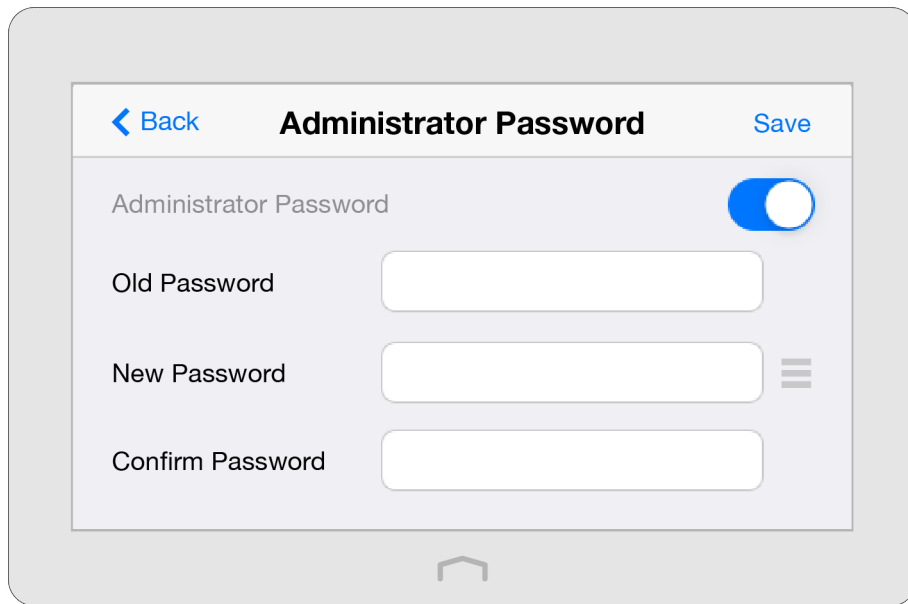 Back Administrator Password Save
Administrator Password
Old Password
New Password
Confirm Password